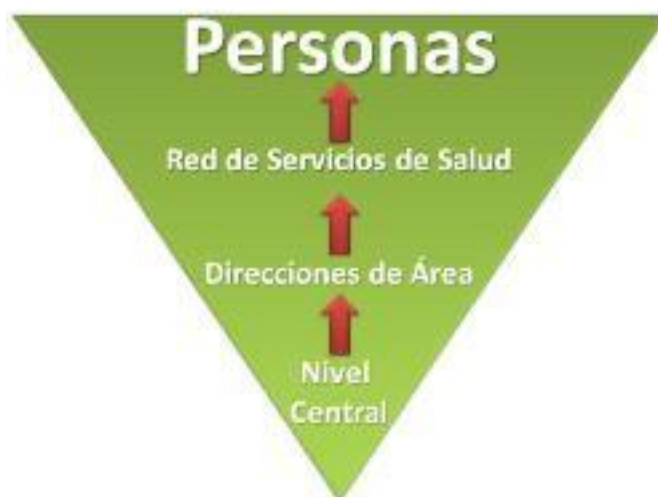 Personas
Red de Servicios de Salud
Direcciones de Área
Nivel
Central